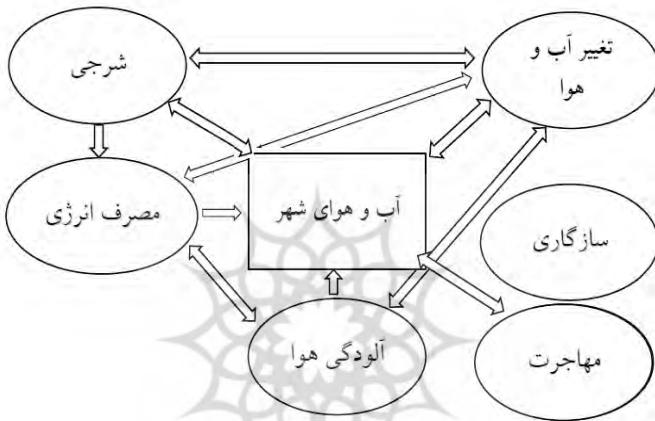 شرجی
تغییر آب و
هوا
مصرف انرژی
آب و هوای شهر
سازگاری
آلودگی هوا
مهاجرت